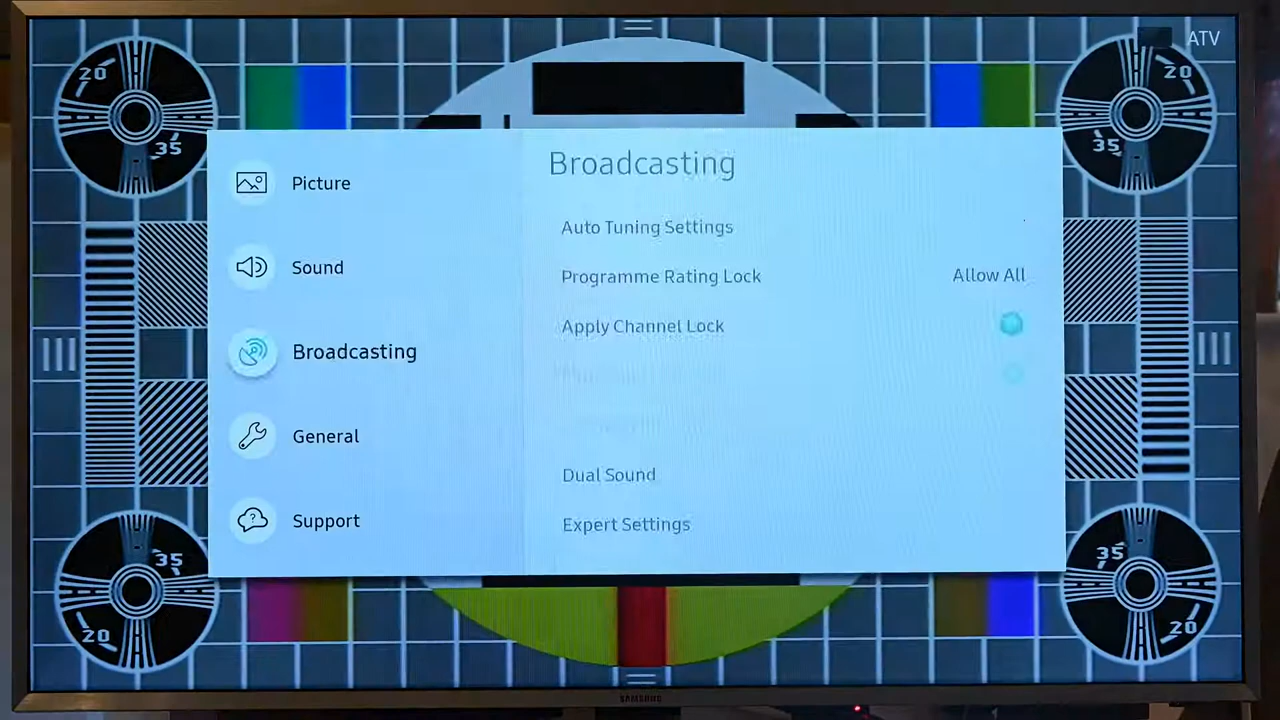 ATV
20
20
35
35
Broadcasting
Picture
Auto Tuning Settings
Sound
Programme Rating Lock
Allow All
Apply Channel Lock
Broadcasting
General
Dual Sound
Support
Expert Settings
35
35
20
20
SAMSUNG